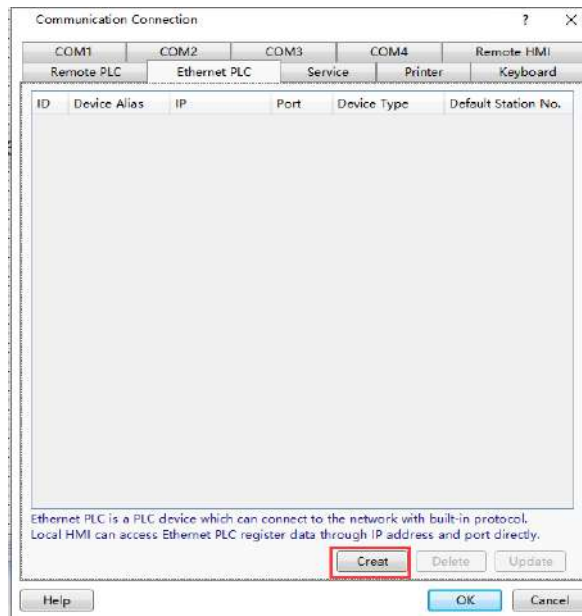 Communication Connection ? ×
COM1 COM2 COM3 COM4 Remote HMI
Remote PLC Ethernet PLC Service Printer Keyboard
ID Device Alias IP Port Device Type Default Station No.
Ethernet PLC is a PLC device which can connect to the network with built-in protocol.
Local HMI can access Ethernet PLC register data through IP address and port directly.
Creat Delete Update
Help OK Cancel